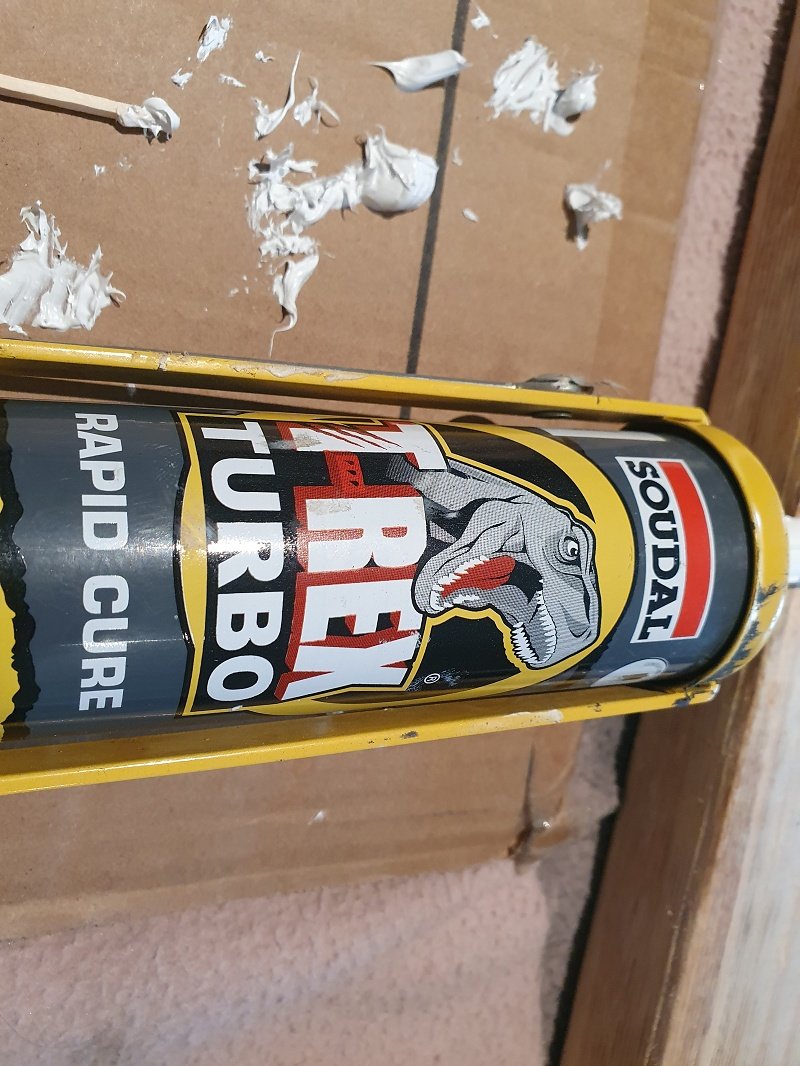 SOUDAL
T-REX
®
TURBO
RAPID CURE